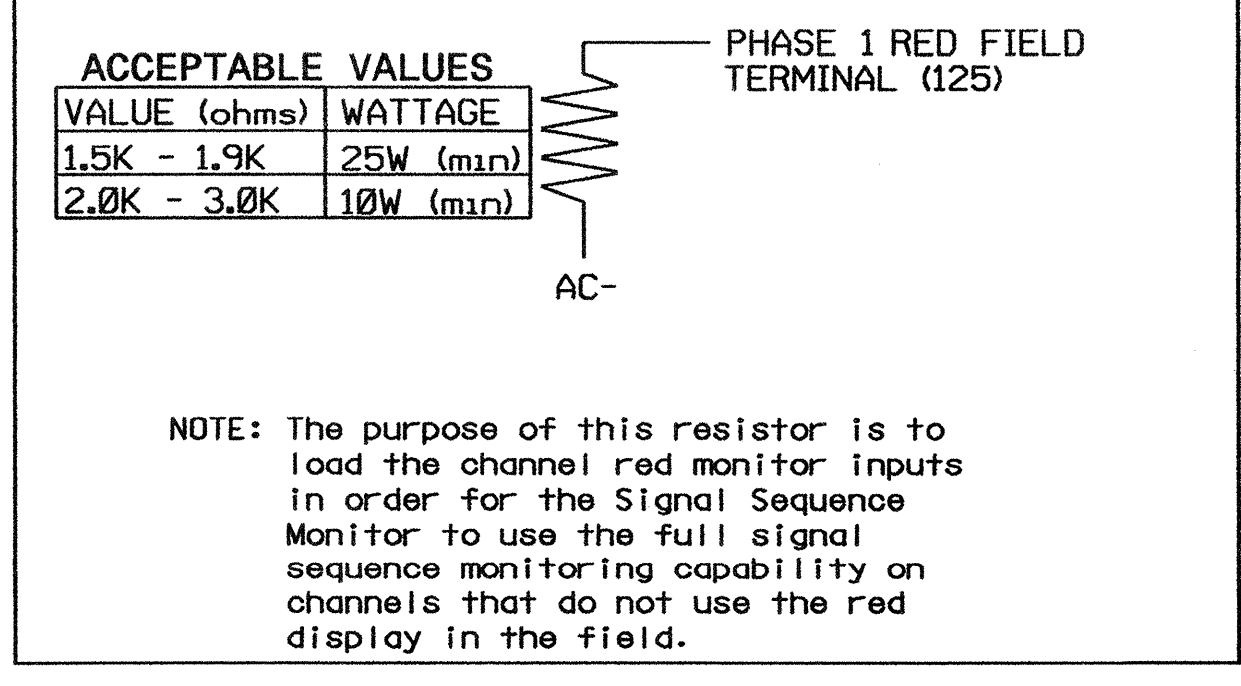 ACCEPTABLE VALUES
VALUE (ohms) WATTAGE
1.5K - 1.9K 25W (min)
2.0K - 3.0K 10W (min)
PHASE 1 RED FIELD
TERMINAL (125)
AC-
NOTE: The purpose of this resistor is to
load the channel red monitor inputs
in order for the Signal Sequence
Monitor to use the full signal
sequence monitoring capability on
channels that do not use the red
display in the field.